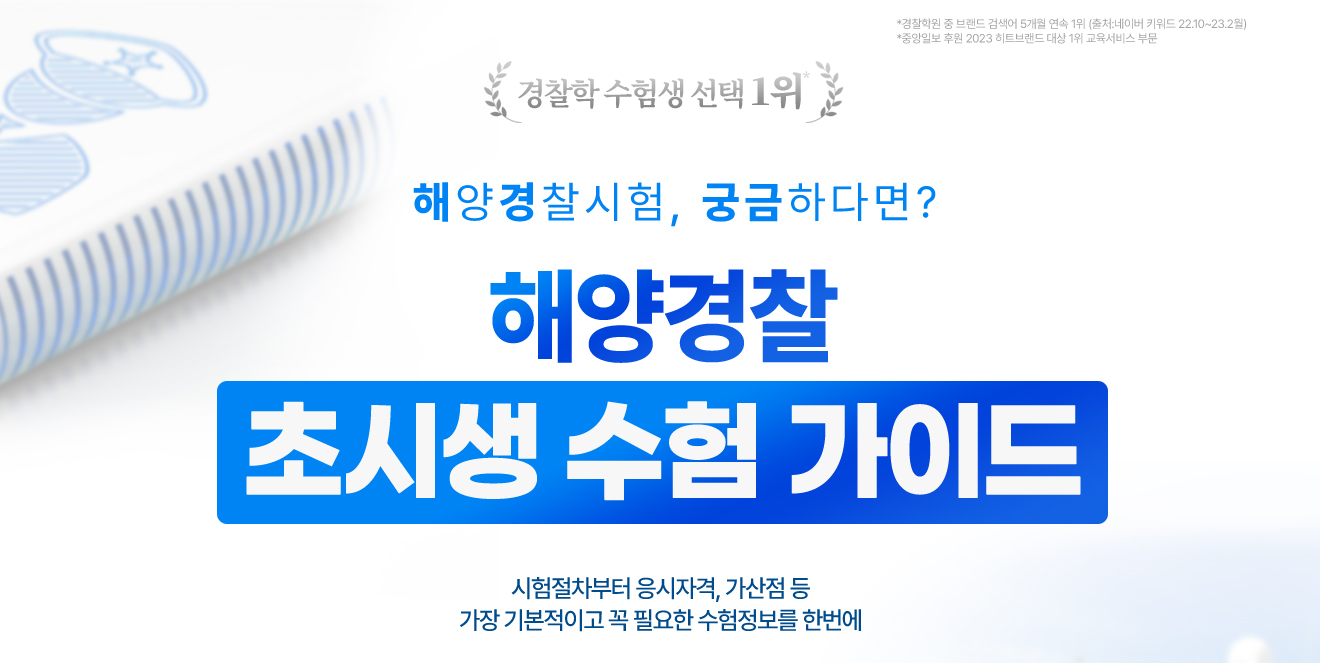 *경찰학원 중 브랜드 검색어 5개월 연속 1위 (출처:네이버 키워드 22.10~23.2월)
*중앙일보 후원 2023 히트브랜드 대상 1위 교육서비스 부문
경찰학 수험생 선택 1위*
해양경찰시험, 궁금하다면?
해양경찰
초시생 수험 가이드
시험절차부터 응시자격, 가산점 등
가장 기본적이고 꼭 필요한 수험정보를 한번에